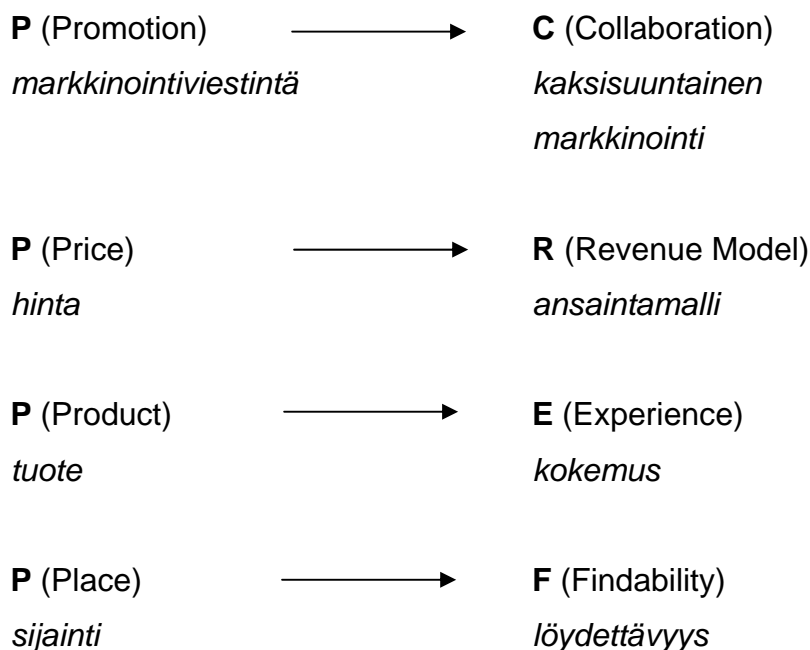 P (Promotion) C (Collaboration)
markkinointiviestintä kaksisuuntainen
markkinointi
P (Price) R (Revenue Model)
hinta ansaintamalli
P (Product) E (Experience)
tuote kokemus
P (Place) F (Findability)
sijainti löydettävyys